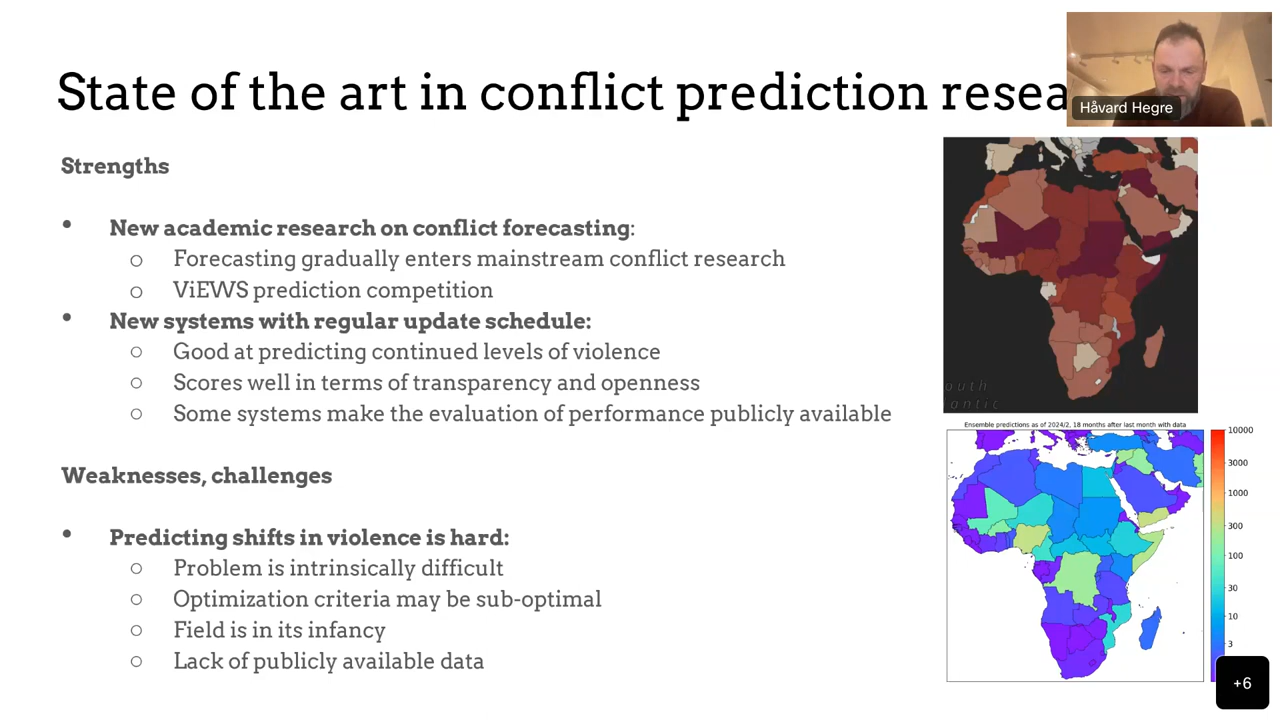 State of the art in conflict prediction resea
Håvard Hegre
Strengths
• New academic research on conflict forecasting:
o Forecasting gradually enters mainstream conflict research
o ViEWS prediction competition
• New systems with regular update schedule:
○ Good at predicting continued levels of violence
○ Scores well in terms of transparency and openness
○ Some systems make the evaluation of performance publicly available
Weaknesses, challenges
• Predicting shifts in violence is hard:
○ Problem is intrinsically difficult
○ Optimization criteria may be sub-optimal
○ Field is in its infancy
○ Lack of publicly available data
outh
antic
Ensemble predictions as of 2024/2, 18 months after last month with data
10000
3000
1000
300
100
30
10
3
+6